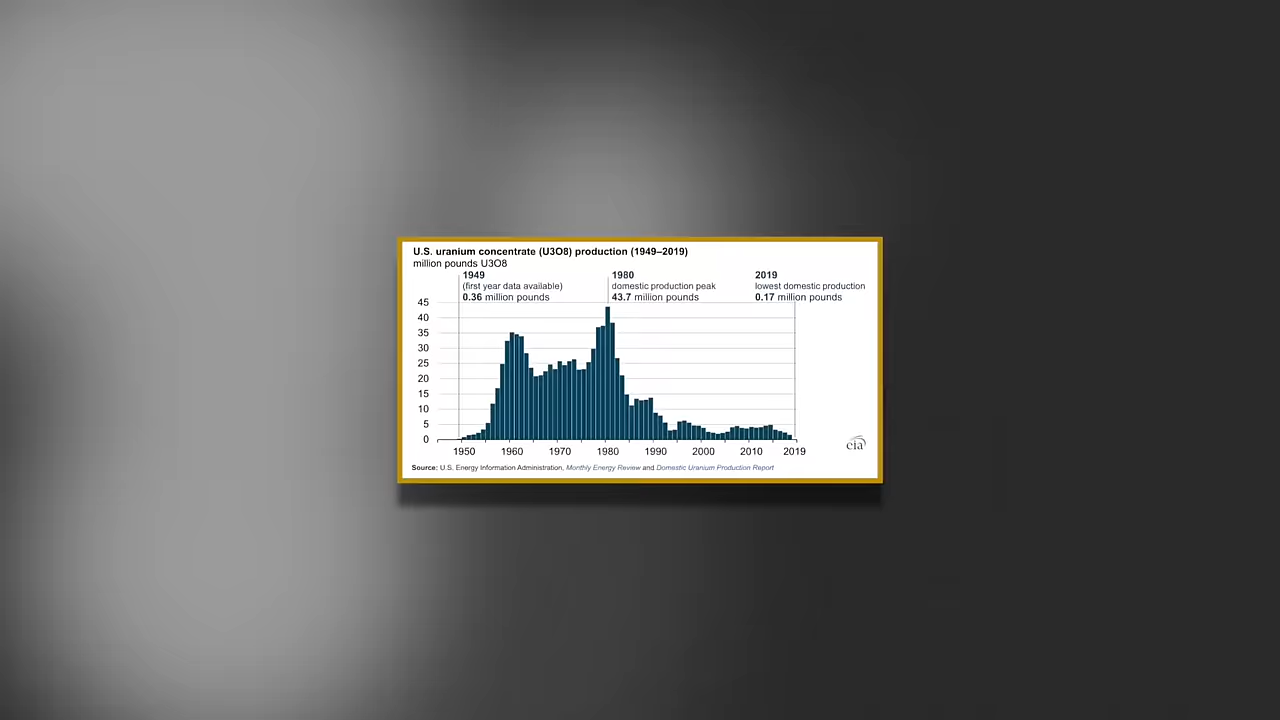 U.S. uranium concentrate (U3O8) production (1949–2019)
million pounds U3O8
1949
(first year data available)
0.36 million pounds
1980
domestic production peak
43.7 million pounds
2019
lowest domestic production
0.17 million pounds
45
40
35
30
25
20
15
10
5
0
1950 1960 1970 1980 1990 2000 2010 2019
eia
Source: U.S. Energy Information Administration, Monthly Energy Review and Domestic Uranium Production Report